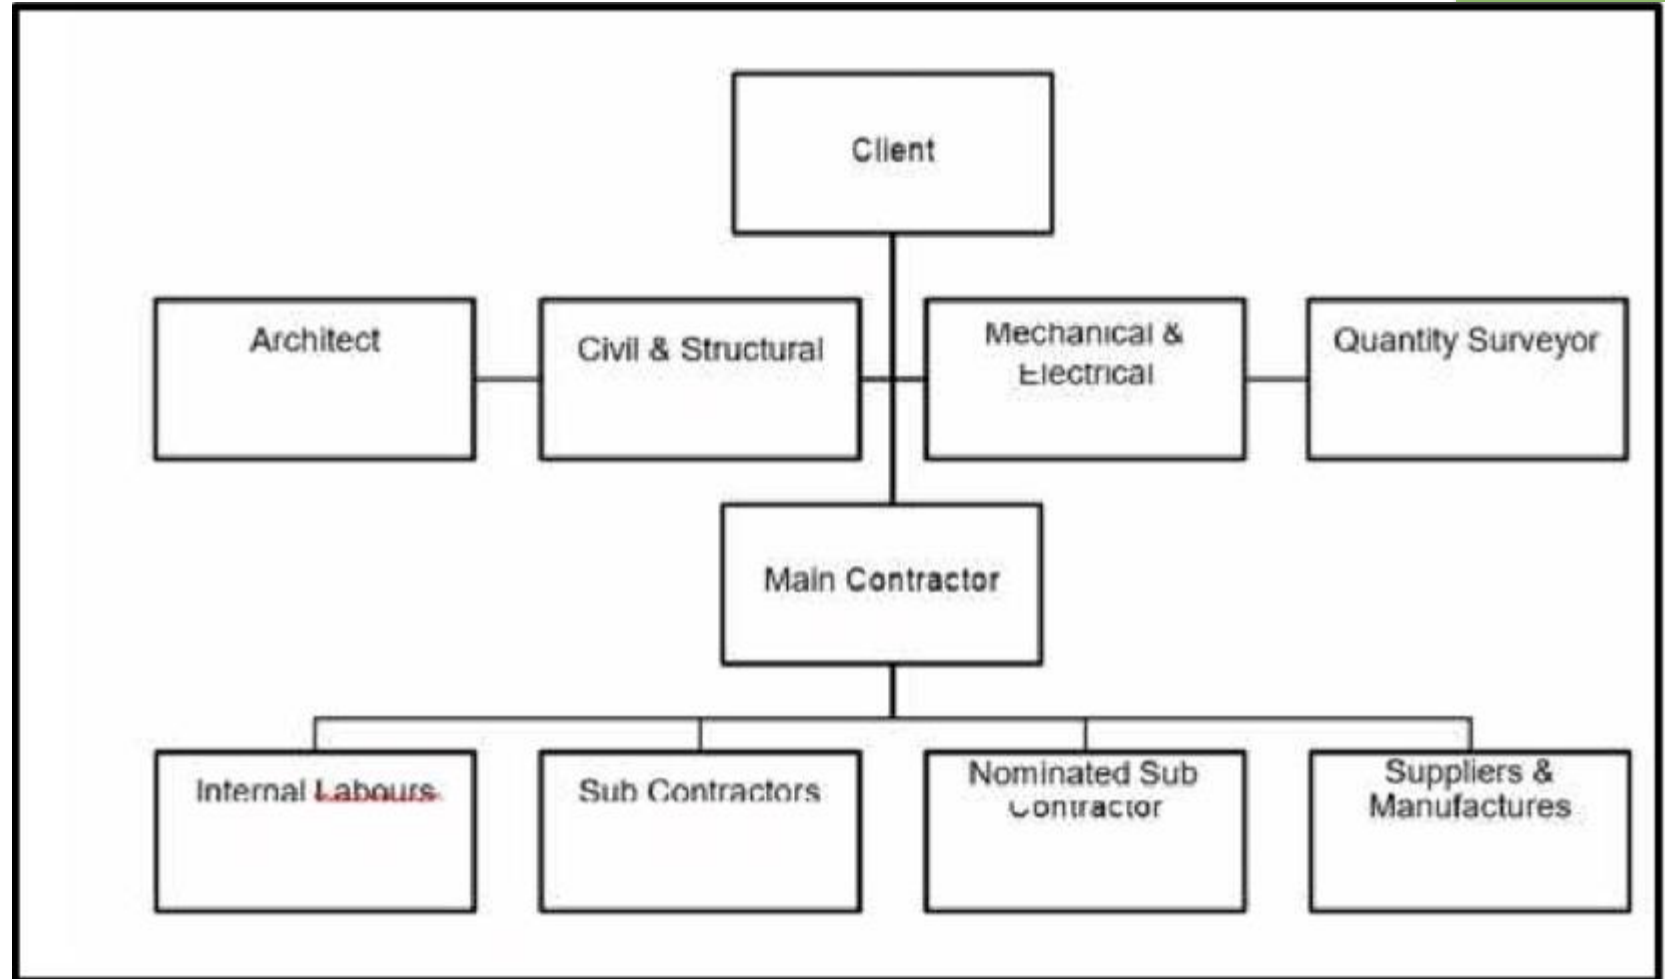 Client
Architect
Civil & Structural
Mechanical &
Electrical
Quantity Surveyor
Main Contractor
Internal Labours
Sub Contractors
Nominated Sub
Contractor
Suppliers &
Manufactures